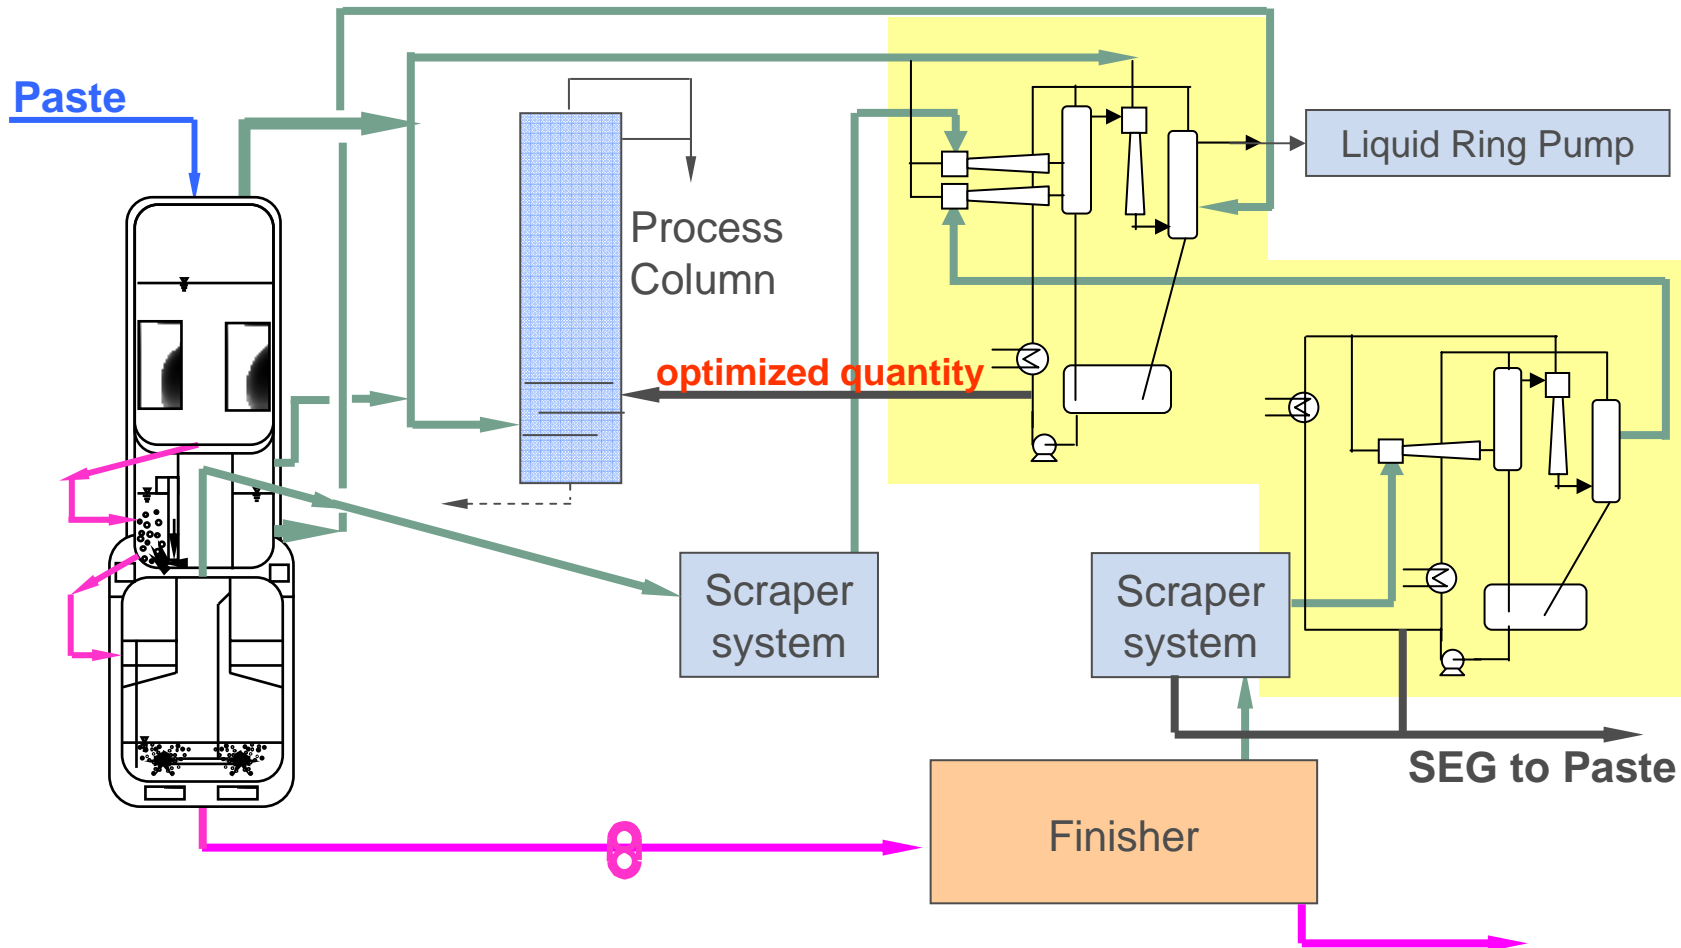 Paste
Liquid Ring Pump
Process
Column
optimized quantity
Scraper
system
Scraper
system
SEG to Paste
Finisher